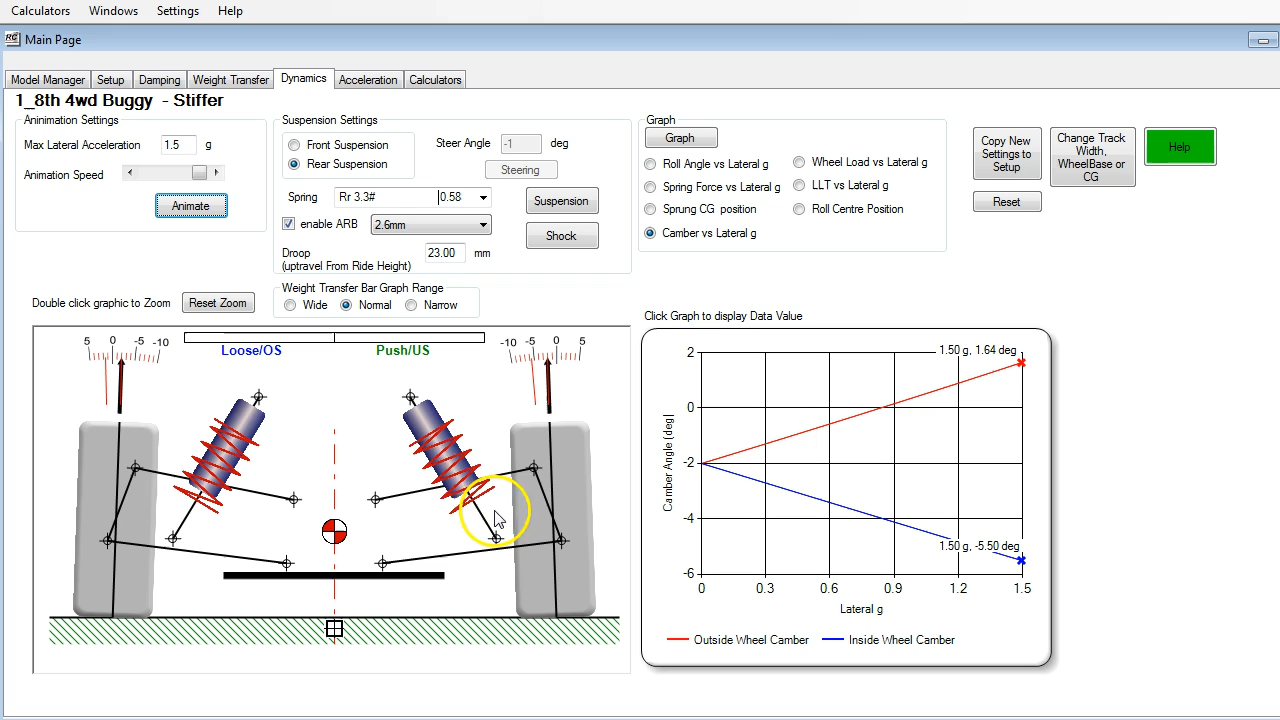 Calculators Windows Settings Help
RC Main Page
Model Manager Setup Damping Weight Transfer Dynamics Acceleration Calculators
1_8th 4wd Buggy - Stiffer
Aninimation Settings
Max Lateral Acceleration 1.5 g
Animation Speed
Animate
Suspension Settings
Front Suspension
Rear Suspension
Steer Angle -1 deg
Steering
Spring Rr 3.3# 0.58
Suspension
enable ARB 2.6mm
Shock
Droop 23.00 mm
(uptravel From Ride Height)
Graph
Graph
Roll Angle vs Lateral g
Spring Force vs Lateral g
Sprung CG position
Camber vs Lateral g
Wheel Load vs Lateral g
LLT vs Lateral g
Roll Centre Position
Copy New
Settings to
Setup
Change Track
Width,
WheelBase or
CG
Help
Reset
Double click graphic to Zoom Reset Zoom
Weight Transfer Bar Graph Range
Wide Normal Narrow
5 0 -5 -10
Loose/OS Push/US
-10 -5 0 5
Click Graph to display Data Value
1.50 g, 1.64 deg
2
0
-2
-4
-6
Camber Angle (deg)
1.50 g, -5.50 deg
0 0.3 0.6 0.9 1.2 1.5
Lateral g
Outside Wheel Camber Inside Wheel Camber